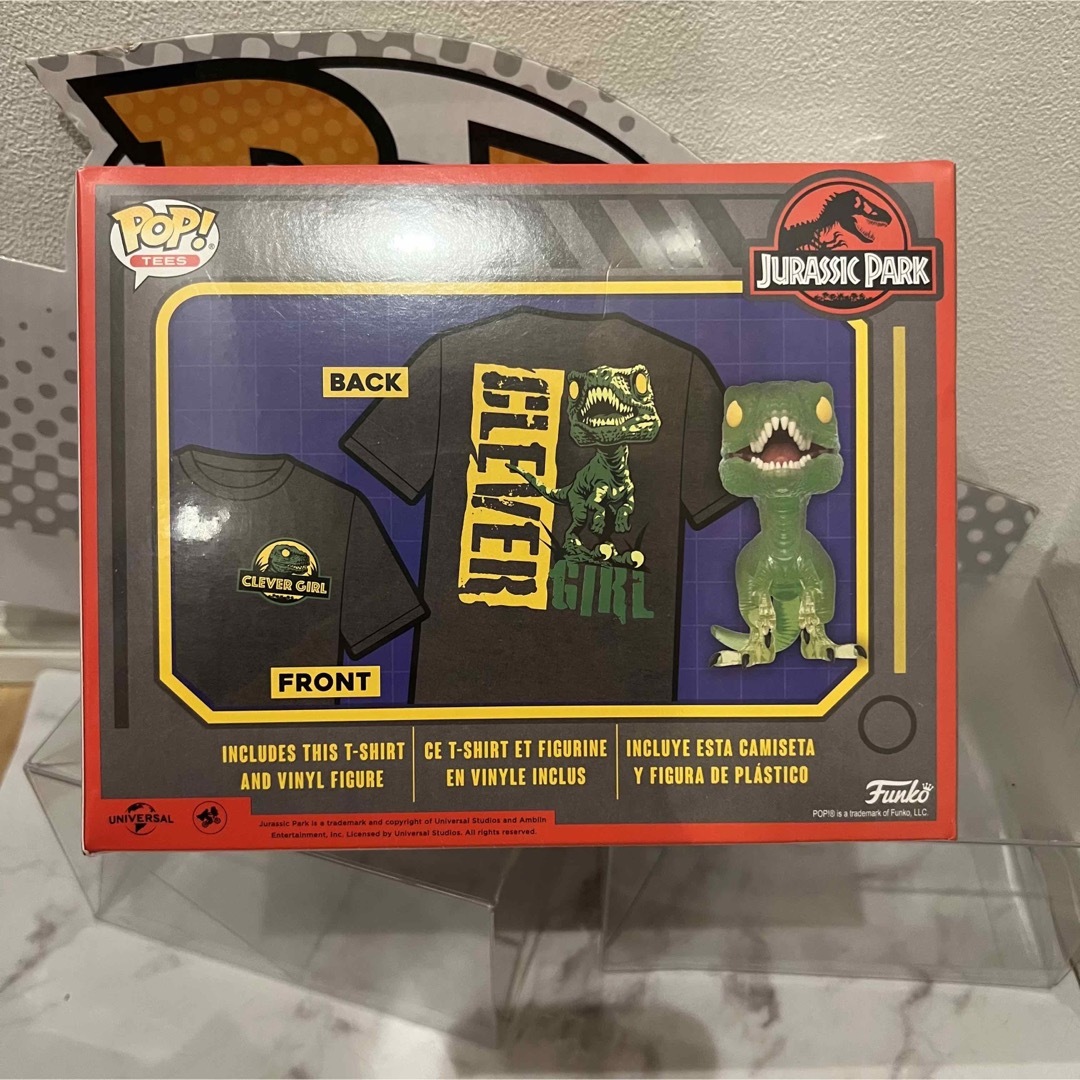 POP!
TEES
JURASSIC PARK
BACK
CLEVER
GIRL
CLEVER GIRL
FRONT
INCLUDES THIS T-SHIRT
AND VINYL FIGURE
CE T-SHIRT ET FIGURINE
EN VINYLE INCLUS
INCLUYE ESTA CAMISETA
Y FIGURA DE PLÁSTICO
UNIVERSAL
Jurassic Park is a trademark and copyright of Universal Studios and Amblin
Entertainment, Inc. Licensed by Universal Studios. All rights reserved.
Funko
POP!® is a trademark of Funko, LLC.